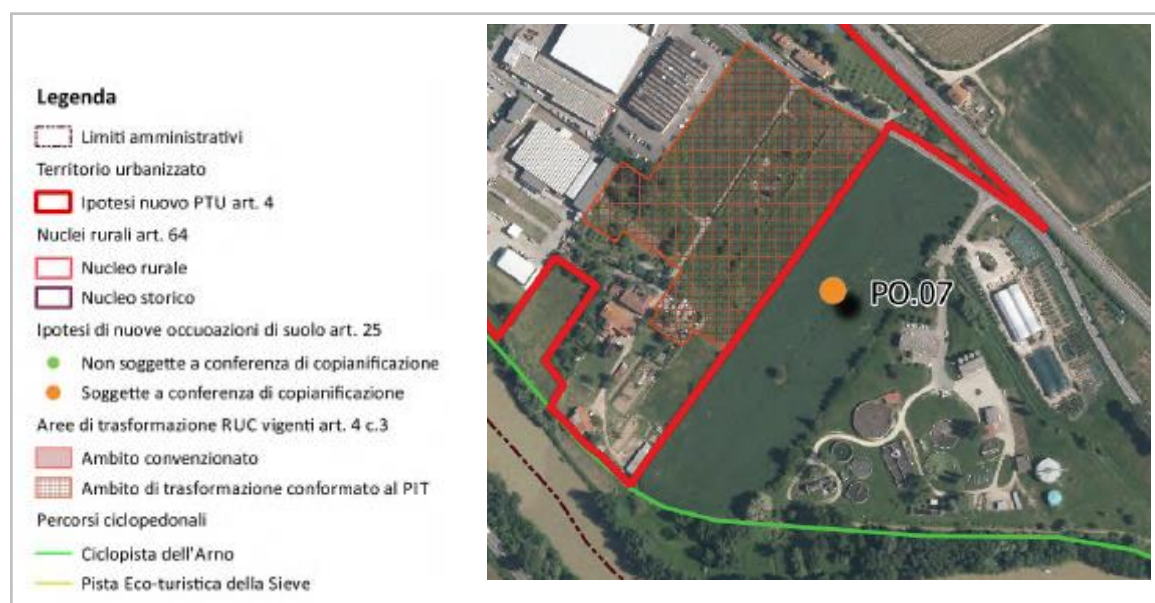 Legenda
Limiti amministrativi
Territorio urbanizzato
Ipotesi nuovo PTU art. 4
Nuclei rurali art. 64
Nucleo rurale
Nucleo storico
Ipotesi di nuove occuoazioni di suolo art. 25
Non soggette a conferenza di copianificazione
Soggette a conferenza di copianificazione
Aree di trasformazione RUC vigenti art. 4 c.3
Ambito convenzionato
Ambito di trasformazione conformato al PIT
Percorsi ciclopedonali
Ciclopista dell'Arno
Pista Eco-turistica della Sieve
PO.07